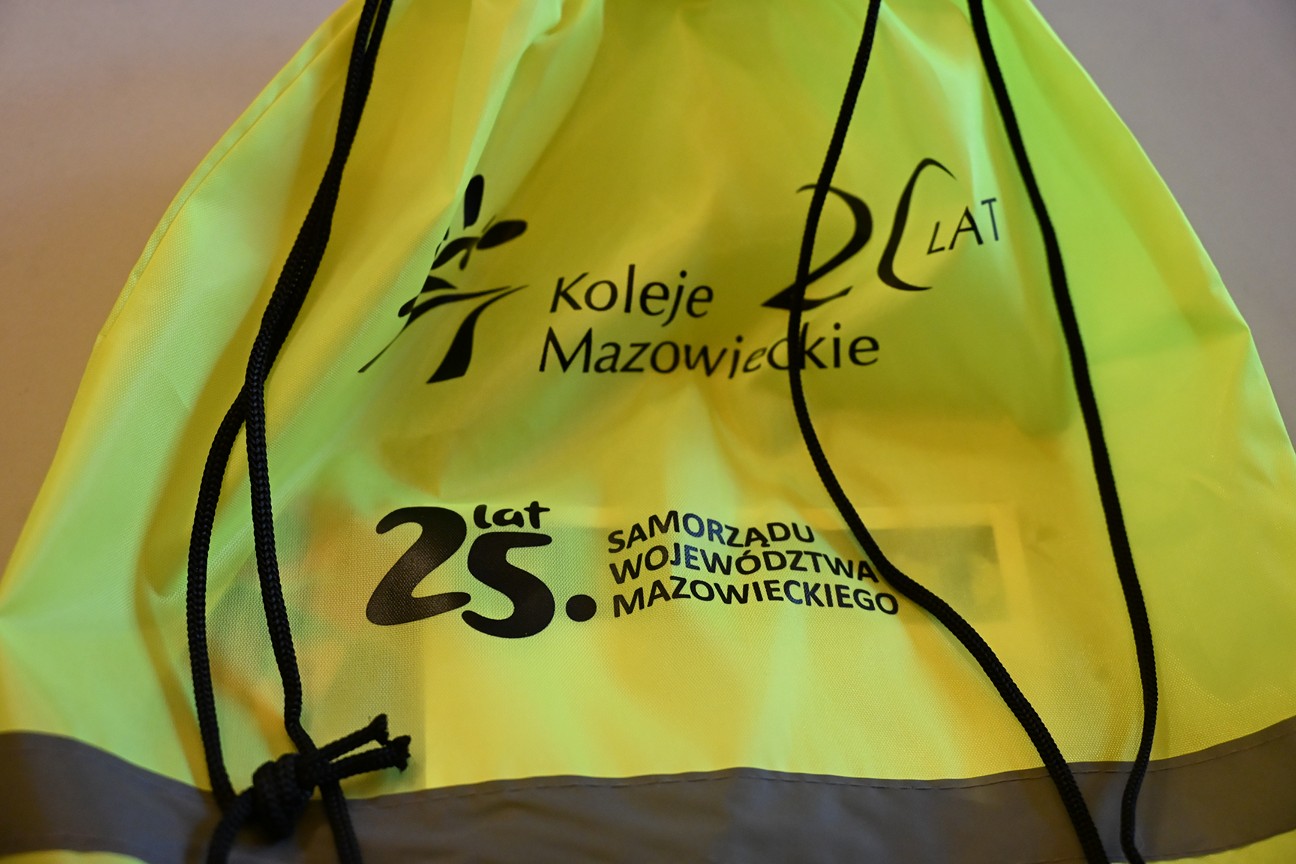 Koleje
Mazowieckie
20 LAT
25. lat
SAMORZĄDU
WOJEWÓDZTWA
MAZOWIECKIEGO